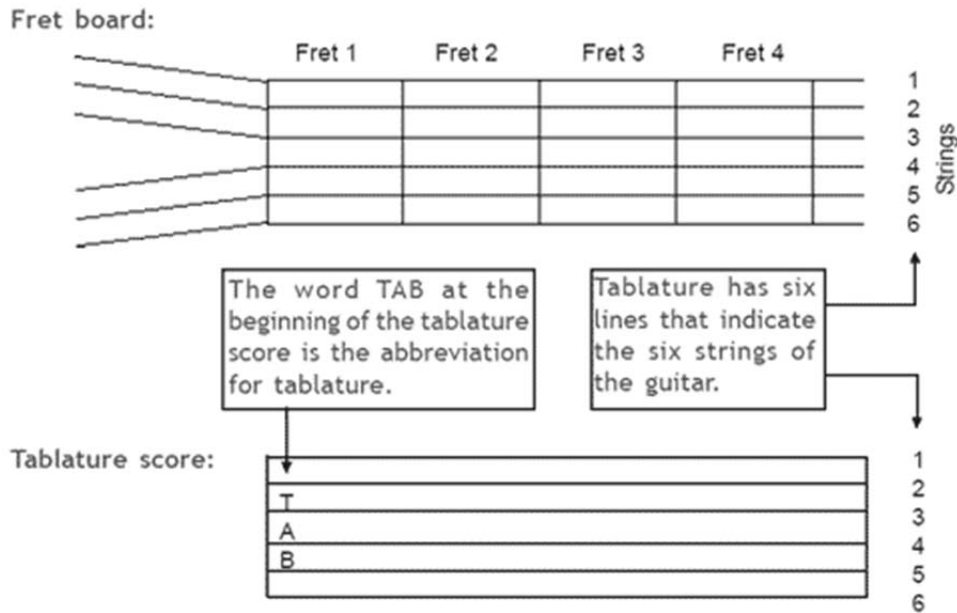 Fret board:
Fret 1 Fret 2 Fret 3 Fret 4
1
2
3
4
5
6
Strings
The word TAB at the
beginning of the tablature
score is the abbreviation
for tablature.
Tablature has six
lines that indicate
the six strings of
the guitar.
Tablature score:
T
A
B
1
2
3
4
5
6